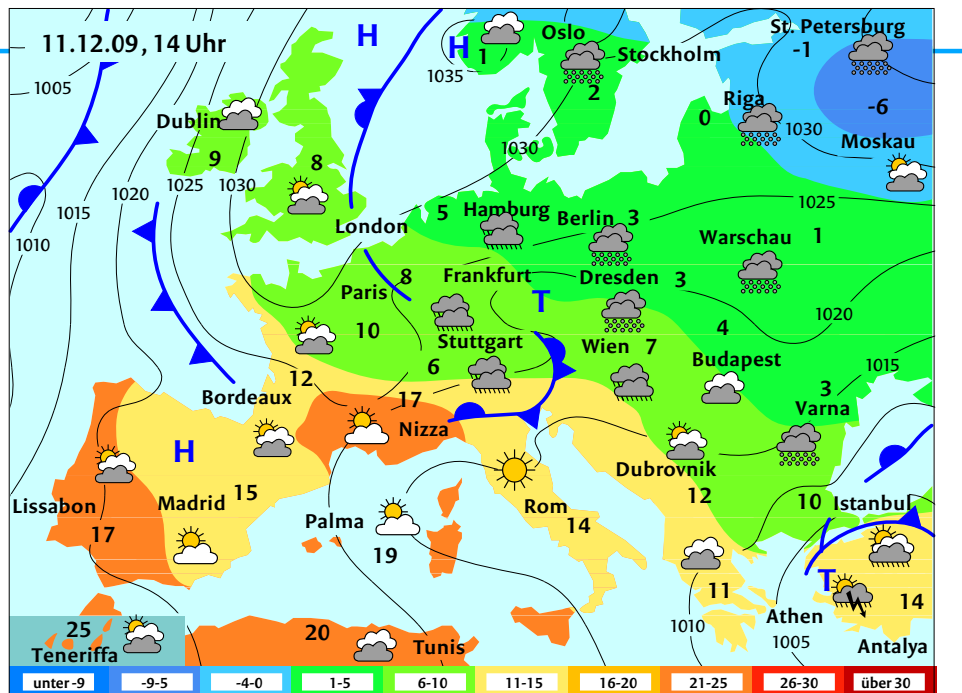 11.12.09, 14 Uhr
H
H
Oslo
1
St. Petersburg
-1
Stockholm
2
1035
1005
Riga
0
-6
1030
Moskau
Dublin
9
8
1030
1015
1020
1025
1030
1025
1010
London
5
Hamburg
Berlin
3
Warschau
1
Paris
8
Frankfurt
Dresden
3
T
10
1020
Stuttgart
6
Wien
7
4
Budapest
1015
12
Bordeaux
17
Nizza
3
Varna
H
Dubrovnik
12
Lissabon
17
Madrid
15
Palma
19
Rom
14
10
Istanbul
T
14
11
1010
Athen
1005
Antalya
25
Teneriffa
20
Tunis
unter -9
-9-5
-4-0
1-5
6-10
11-15
16-20
21-25
26-30
über 30